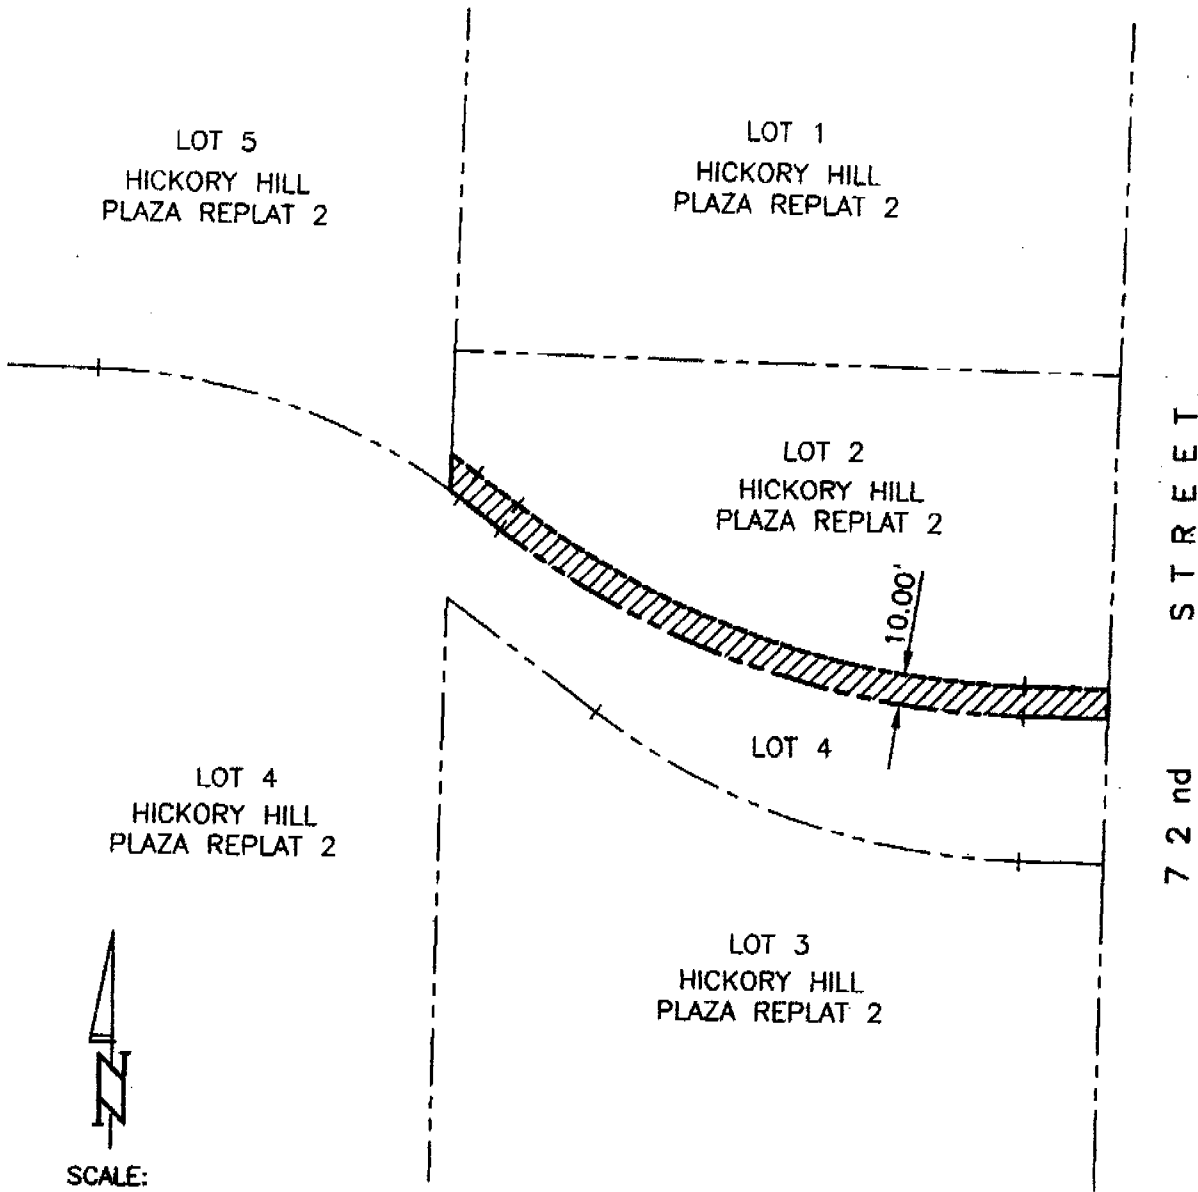 LOT 5
HICKORY HILL
PLAZA REPLAT 2
LOT 1
HICKORY HILL
PLAZA REPLAT 2
LOT 2
HICKORY HILL
PLAZA REPLAT 2
10.00'
72nd STREET
LOT 4
LOT 4
HICKORY HILL
PLAZA REPLAT 2
LOT 3
HICKORY HILL
PLAZA REPLAT 2
N
SCALE: